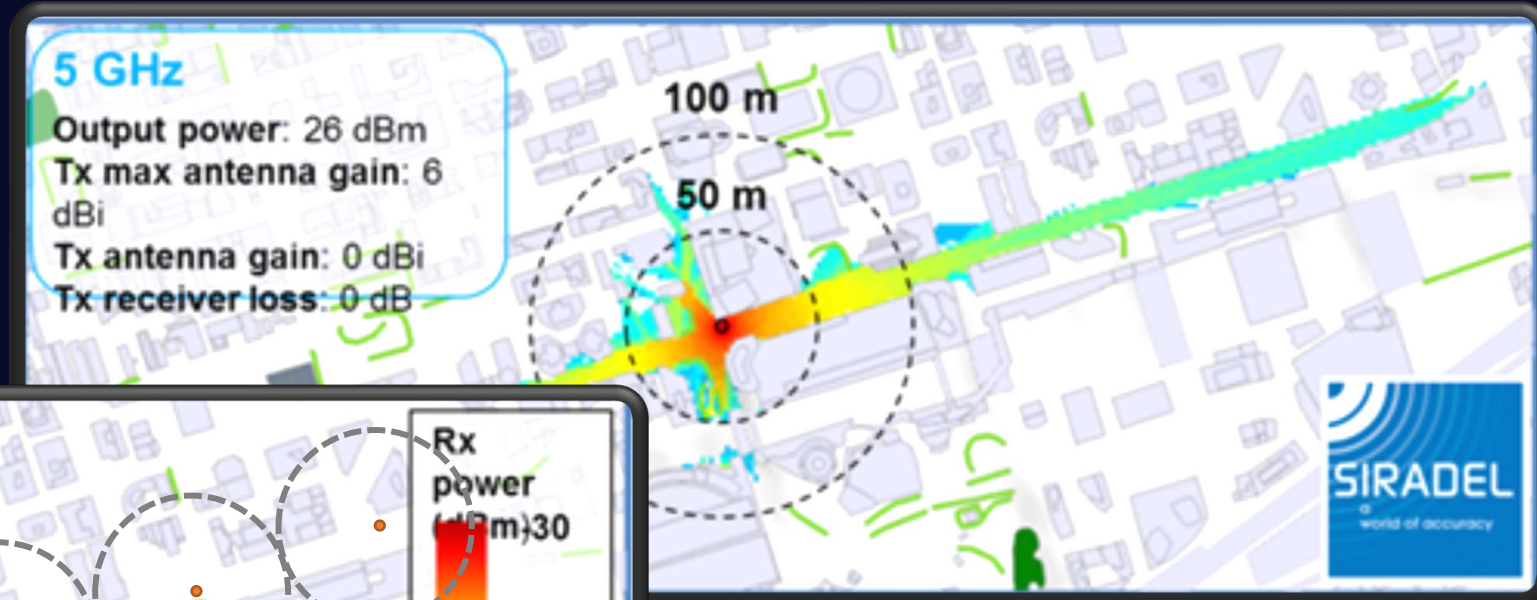 5 GHz
Output power: 26 dBm
Tx max antenna gain: 6
dBi
Tx antenna gain: 0 dBi
Tx receiver loss: 0 dB
100 m
50 m
Rx
power
(dBm)-30
SIRADEL
a
world of accuracy